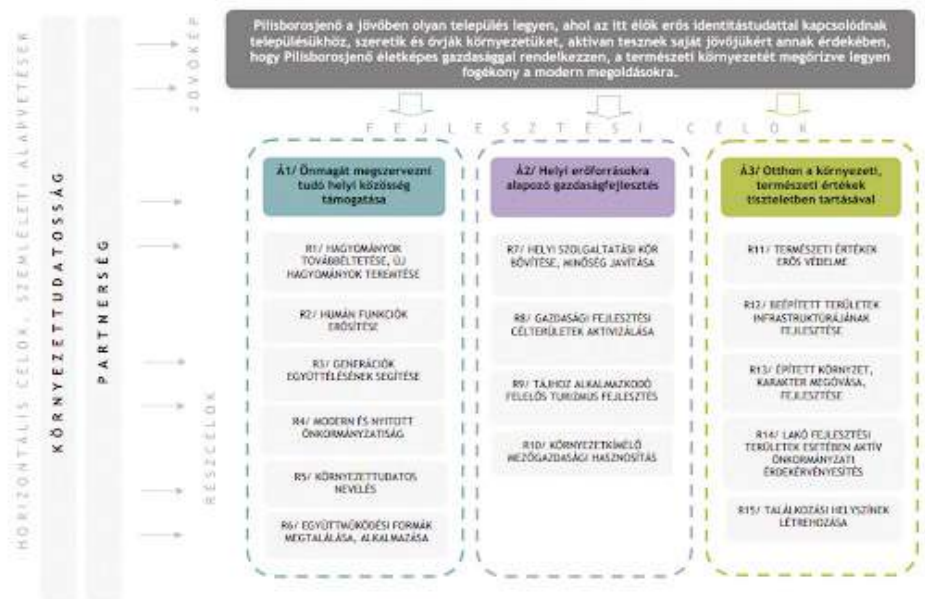 HORIZONTÁLIS CÉLOK, SZEMLÉLETI ALAPVETÉSEK
KÖRNYEZETTUDATOSSÁG
PARTNERSÉG
JÖVŐKÉP
Pilisborosjenő a jövőben olyan település legyen, ahol az itt élők erős identitástudattal kapcsolódnak
településükhöz, szeretik és óvják környezetüket, aktívan tesznek saját jövőjükért annak érdekében,
hogy Pilisborosjenő életképes gazdasággal rendelkezzen, a természeti környezetét megőrizve legyen
fogékony a modern megoldásokra.
FEJLESZTÉSI CÉLOK
RÉSZCÉLOK
Á1/ Önmagát megszervezni
tudó helyi közösség
támogatása
R1/ HAGYOMÁNYOK
TOVÁBBÉLTETÉSE, ÚJ
HAGYOMÁNYOK TEREMTÉSE
R2/ HUMÁN FUNKCIÓK
ERŐSÍTÉSE
R3/ GENERÁCIÓK
EGYÜTTÉLÉSÉNEK SEGÍTÉSE
R4/ MODERN ÉS NYITOTT
ÖNKORMÁNYZATISÁG
R5/ KÖRNYEZETTUDATOS
NEVELÉS
R6/ EGYÜTTMŰKÖDÉSI FORMÁK
MEGTALÁLÁSA, ALKALMAZÁSA
Á2/ Helyi erőforrásokra
alapozó gazdaságfejlesztés
R7/ HELYI SZOLGALTATÁSI KÖR
BŐVÍTÉSE, MINŐSÉG JAVÍTÁSA
R8/ GAZDASÁGI FEJLESZTÉSI
CÉLTERÜLETEK AKTIVIZÁLÁSA
R9/ TÁJHOZ ALKALMAZKODÓ
FELELŐS TURIZMUS FEJLESZTÉS
R10/ KÖRNYEZETKÍMÉLŐ
MEZŐGAZDASÁGI HASZNOSÍTÁS
Á3/ Otthon a környezeti,
természeti értékek
tiszteletben tartásával
R11/ TERMÉSZETI ÉRTÉKEK
ERŐS VÉDELME
R12/ BEÉPÍTETT TERÜLETEK
INFRASTRUKTÚRÁJÁNAK
FEJLESZTÉSE
R13/ ÉPÍTETT KÖRNYEZET,
KARAKTER MEGÓVÁSA,
FEJLESZTÉSE
R14/ LAKÓ FEJLESZTÉSI
TERÜLETEK ESETÉBEN AKTÍV
ÖNKORMÁNYZATI
ÉRDEKÉRVÉNYESÍTÉS
R15/ TALÁLKOZÁSI HELYSZÍNEK
LÉTREHOZÁSA